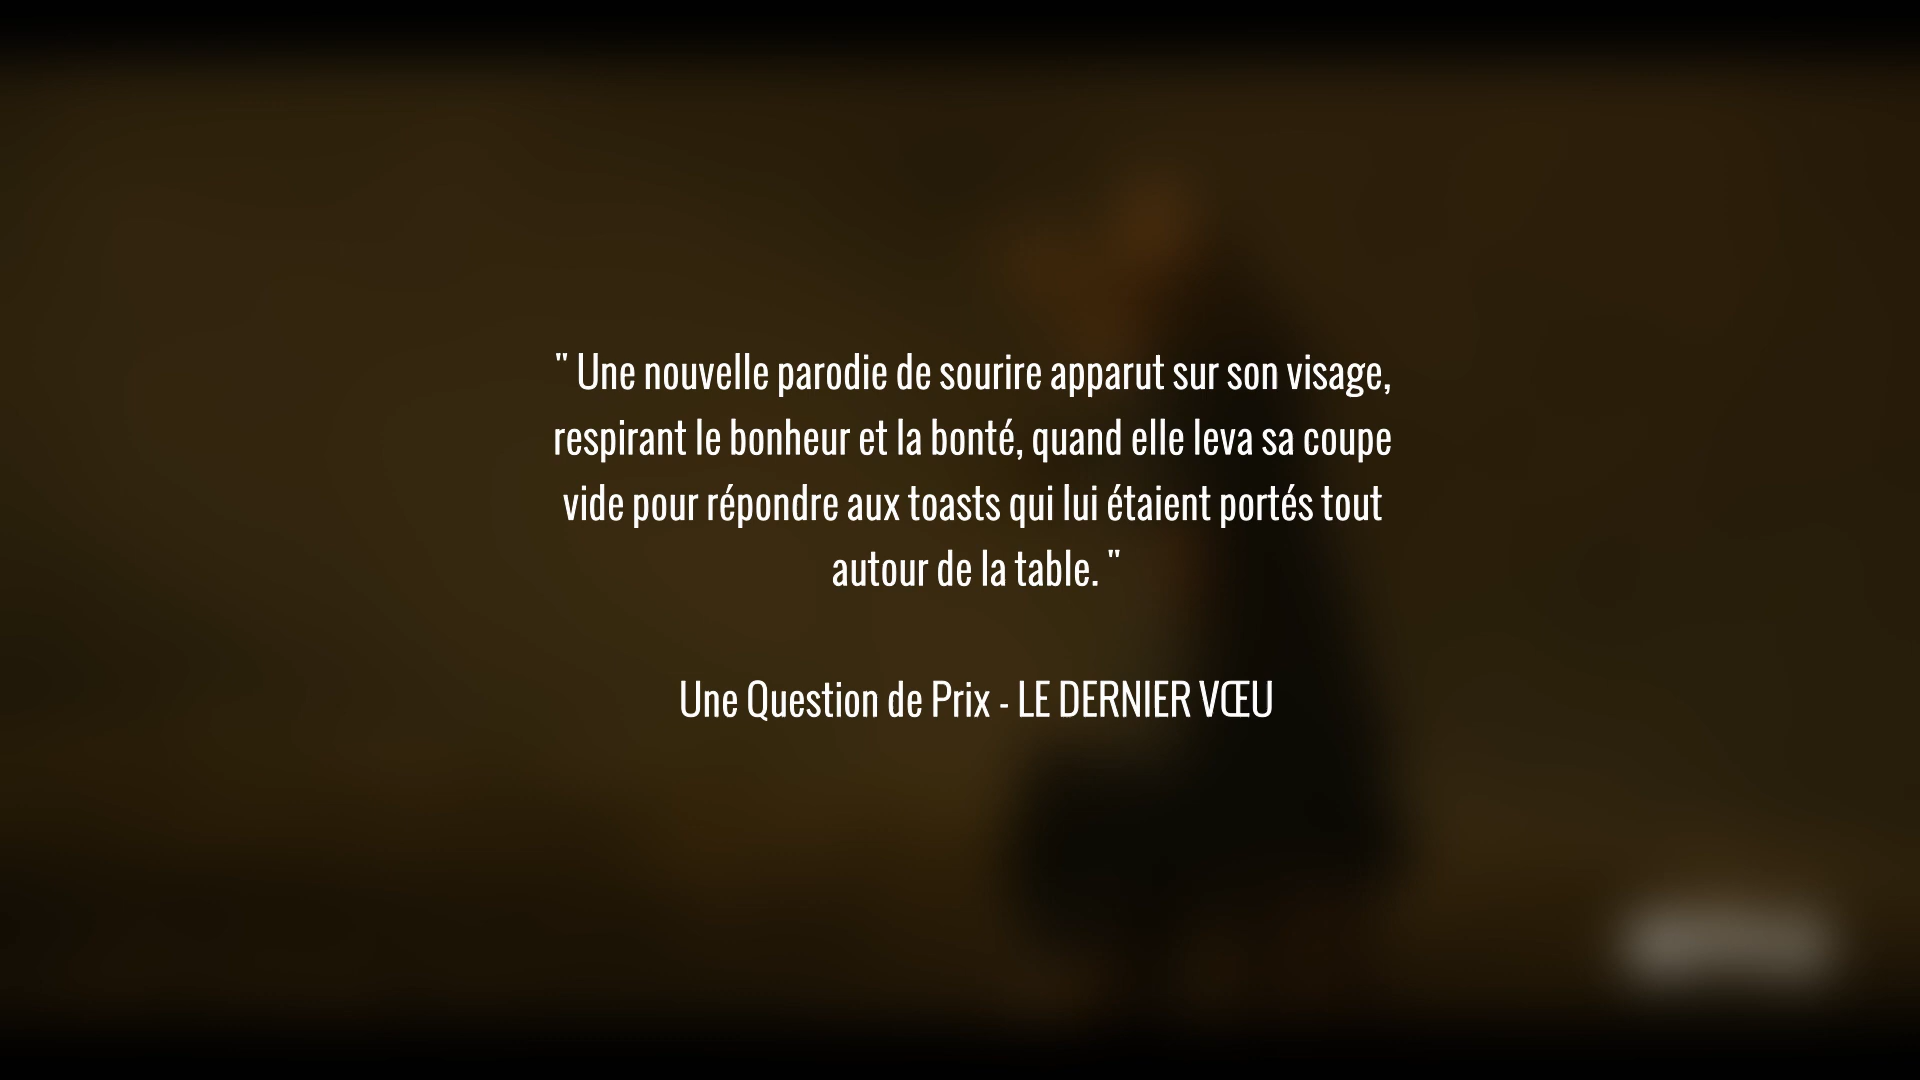 " Une nouvelle parodie de sourire apparut sur son visage,
respirant le bonheur et la bonté, quand elle leva sa coupe
vide pour répondre aux toasts qui lui étaient portés tout
autour de la table. "
Une Question de Prix - LE DERNIER VŒU